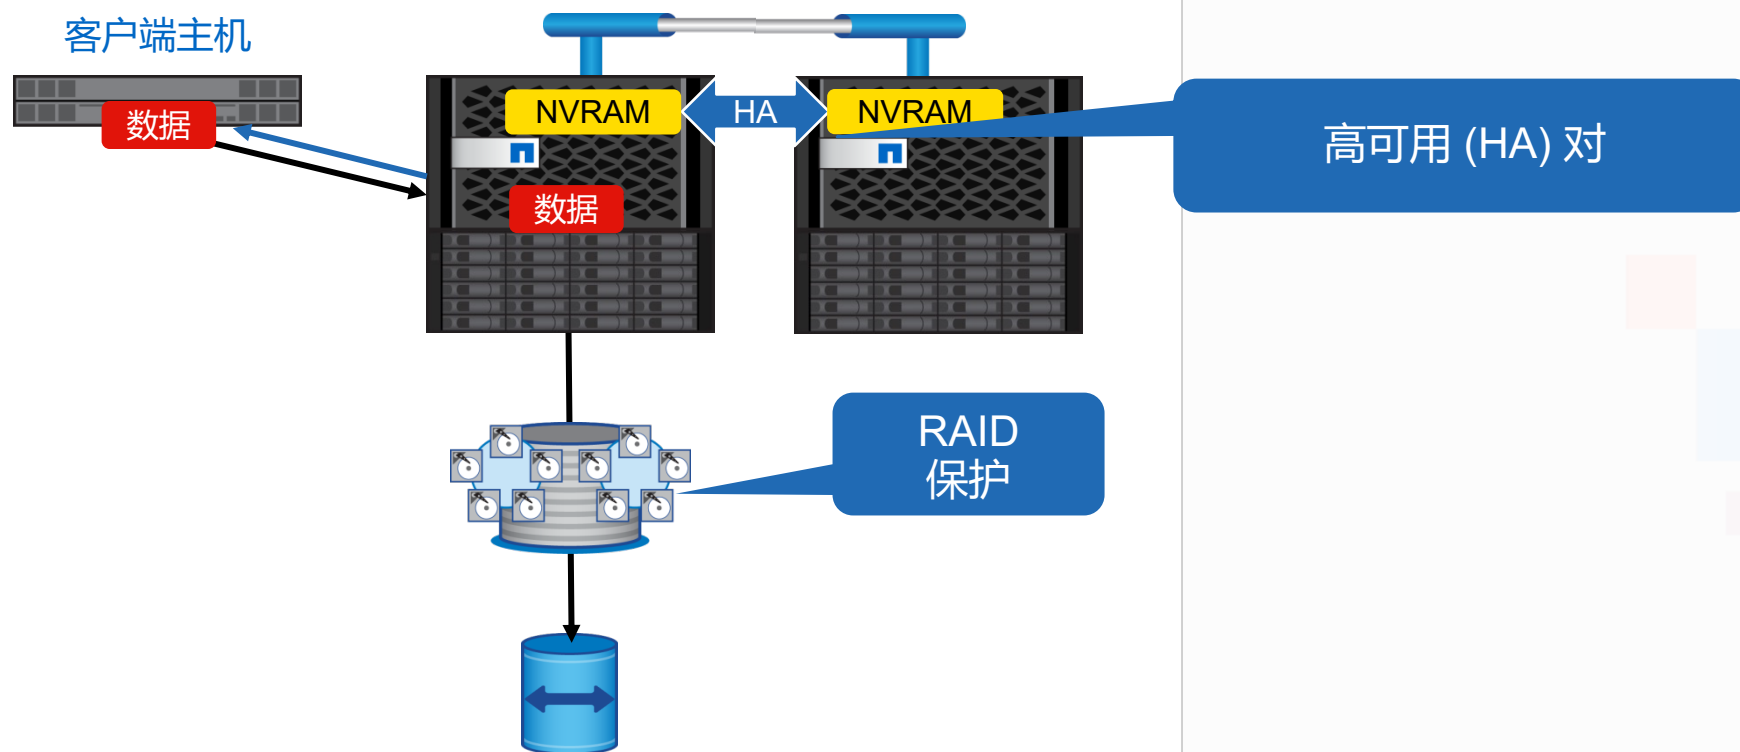 客户端主机
数据
NVRAM
HA
NVRAM
高可用 (HA) 对
数据
RAID
保护